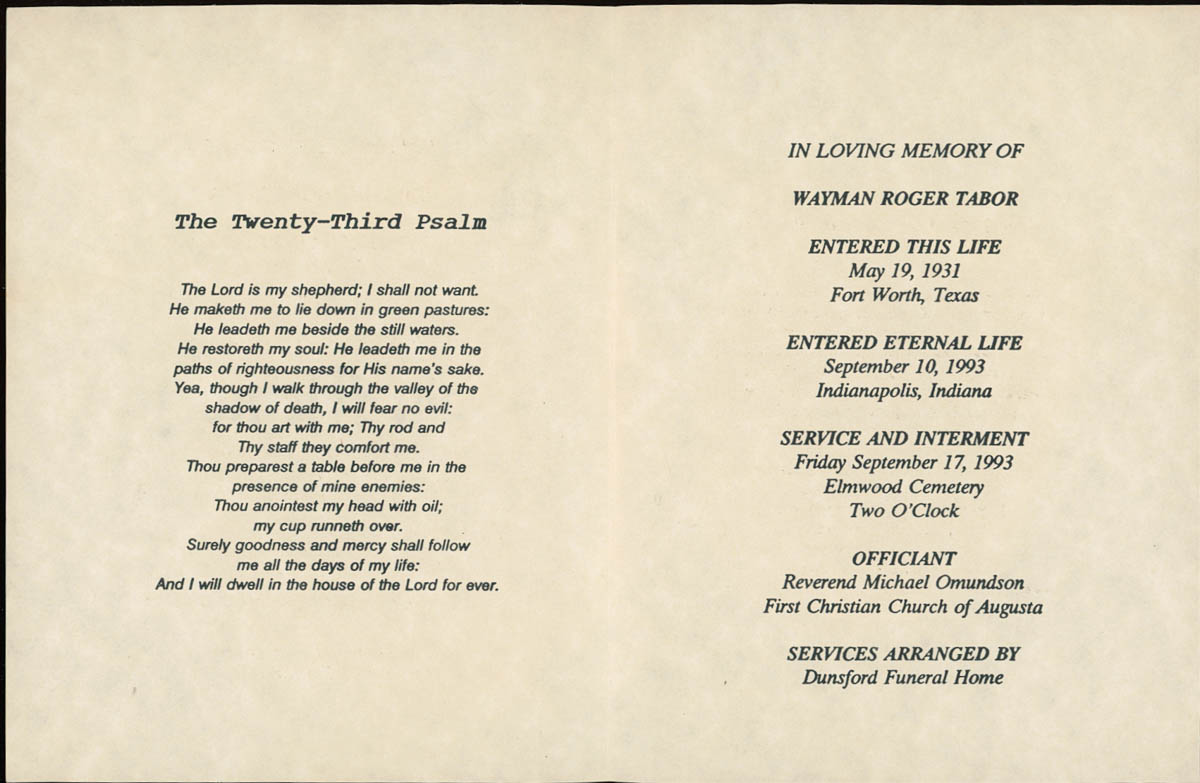 The Twenty-Third Psalm
The Lord is my shepherd; I shall not want.
He maketh me to lie down in green pastures:
He leadeth me beside the still waters.
He restoreth my soul: He leadeth me in the
paths of righteousness for His name's sake.
Yea, though I walk through the valley of the
shadow of death, I will fear no evil:
for thou art with me; Thy rod and
Thy staff they comfort me.
Thou preparest a table before me in the
presence of mine enemies:
Thou anointest my head with oil;
my cup runneth over.
Surely goodness and mercy shall follow
me all the days of my life:
And I will dwell in the house of the Lord for ever.
IN LOVING MEMORY OF
WAYMAN ROGER TABOR
ENTERED THIS LIFE
May 19, 1931
Fort Worth, Texas
ENTERED ETERNAL LIFE
September 10, 1993
Indianapolis, Indiana
SERVICE AND INTERMENT
Friday September 17, 1993
Elmwood Cemetery
Two O'Clock
OFFICIANT
Reverend Michael Omundson
First Christian Church of Augusta
SERVICES ARRANGED BY
Dunsford Funeral Home